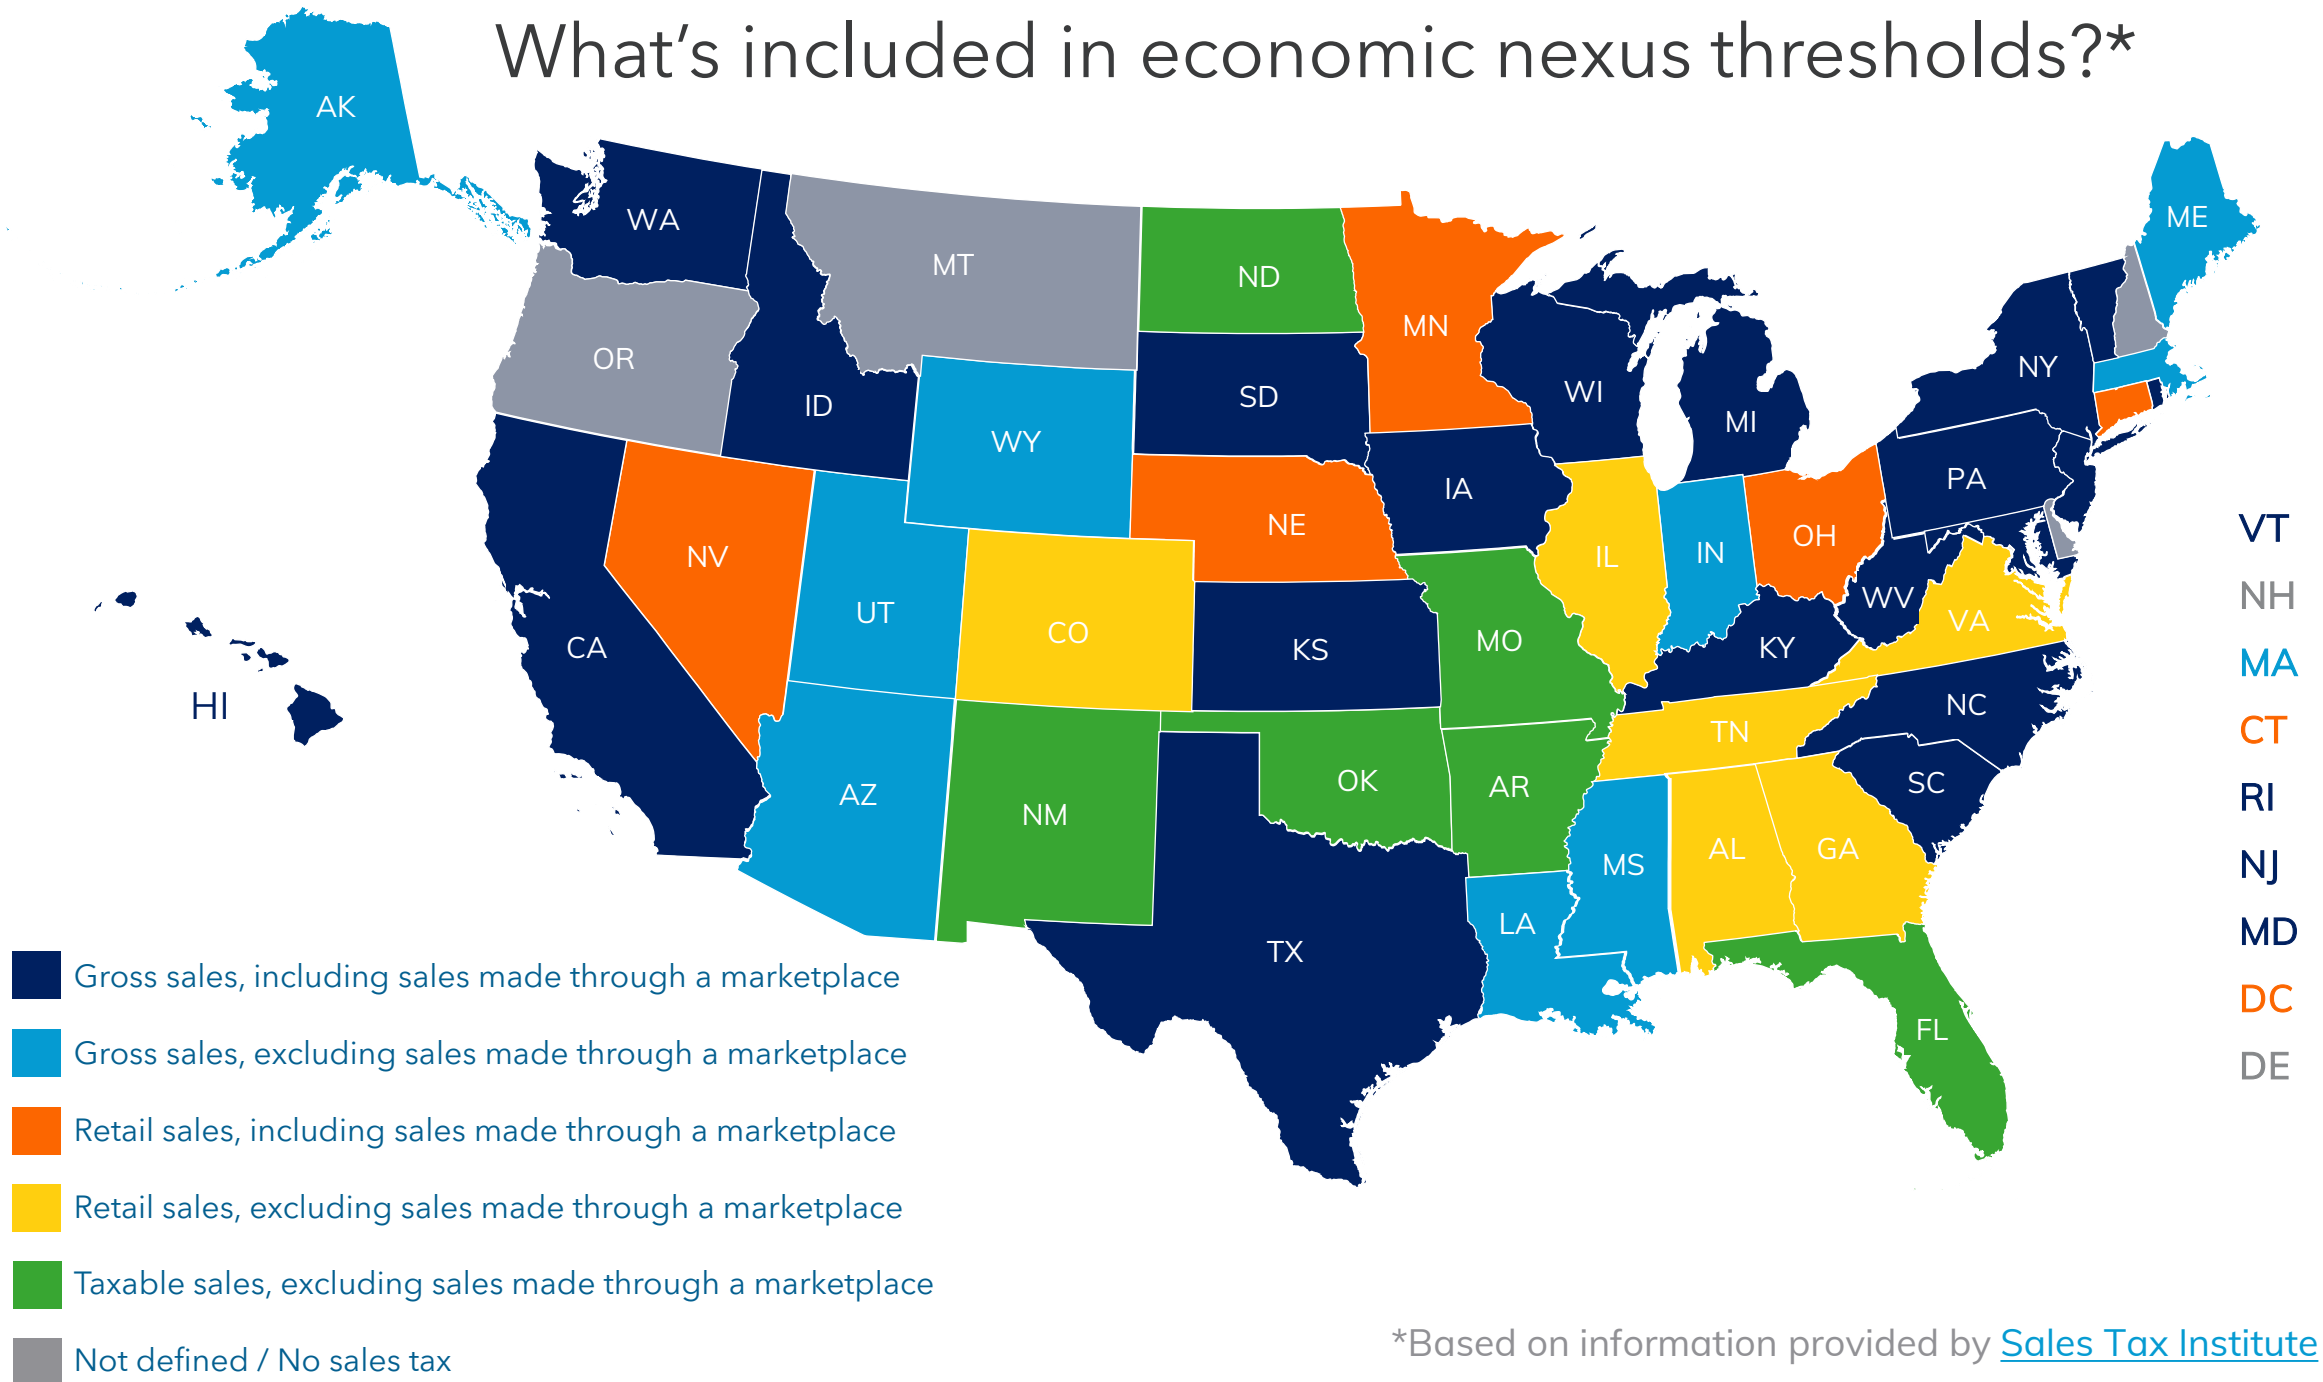 What's included in economic nexus thresholds?*
AK
WA
MT
ND
MN
ME
OR
ID
WY
SD
WI
MI
NY
IA
PA
NV
UT
CO
NE
IL
IN
OH
WV
VA
CA
HI
KS
MO
KY
NC
TN
SC
AZ
NM
OK
AR
MS
AL
GA
TX
LA
FL
VT
NH
MA
CT
RI
NJ
MD
DC
DE
Gross sales, including sales made through a marketplace
Gross sales, excluding sales made through a marketplace
Retail sales, including sales made through a marketplace
Retail sales, excluding sales made through a marketplace
Taxable sales, excluding sales made through a marketplace
Not defined / No sales tax
*Based on information provided by Sales Tax Institute